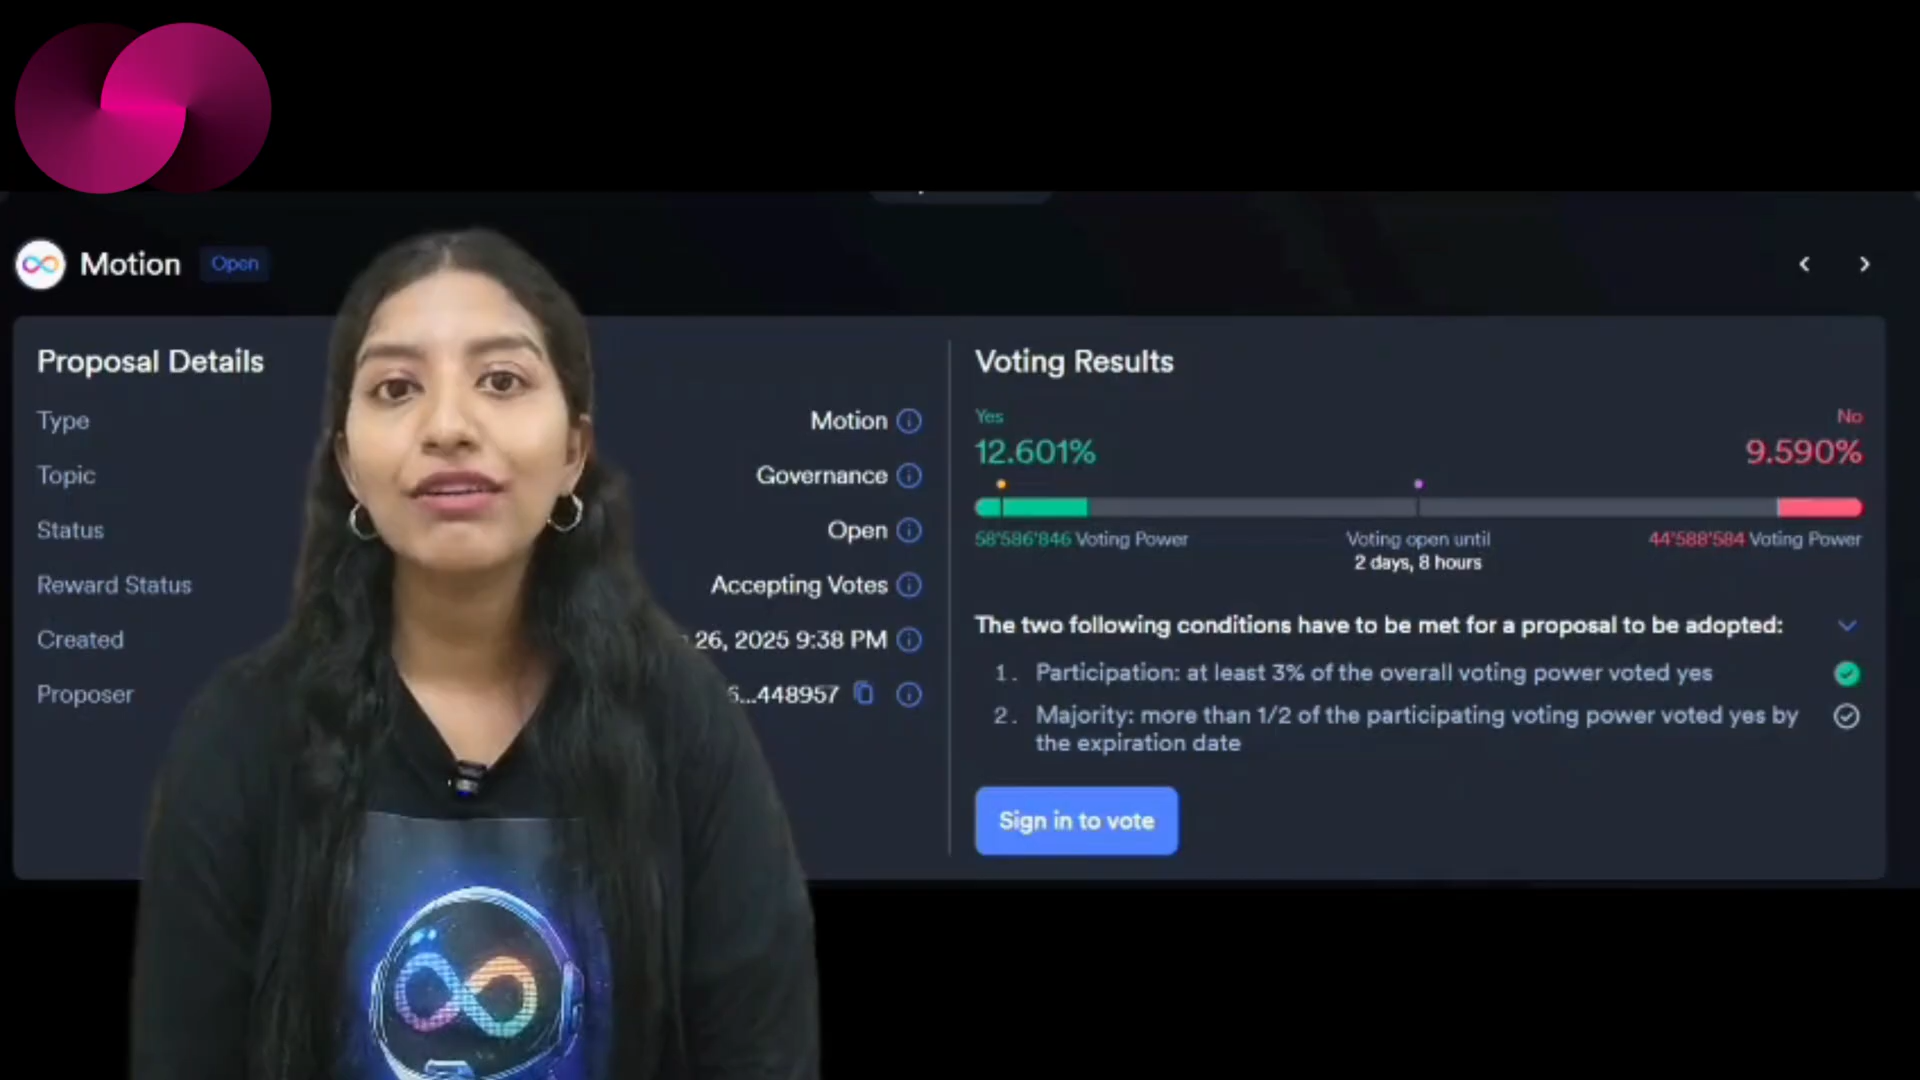 Motion Open
Proposal Details
Type Motion
Topic Governance
Status Open
Reward Status Accepting Votes
Created 26, 2025 9:38 PM
Proposer ...448957
Voting Results
Yes No
12.601% 9.590%
58'586'846 Voting Power
Voting open until
2 days, 8 hours
44'588'584 Voting Power
The two following conditions have to be met for a proposal to be adopted:
1. Participation: at least 3% of the overall voting power voted yes
2. Majority: more than 1/2 of the participating voting power voted yes by
the expiration date
Sign in to vote